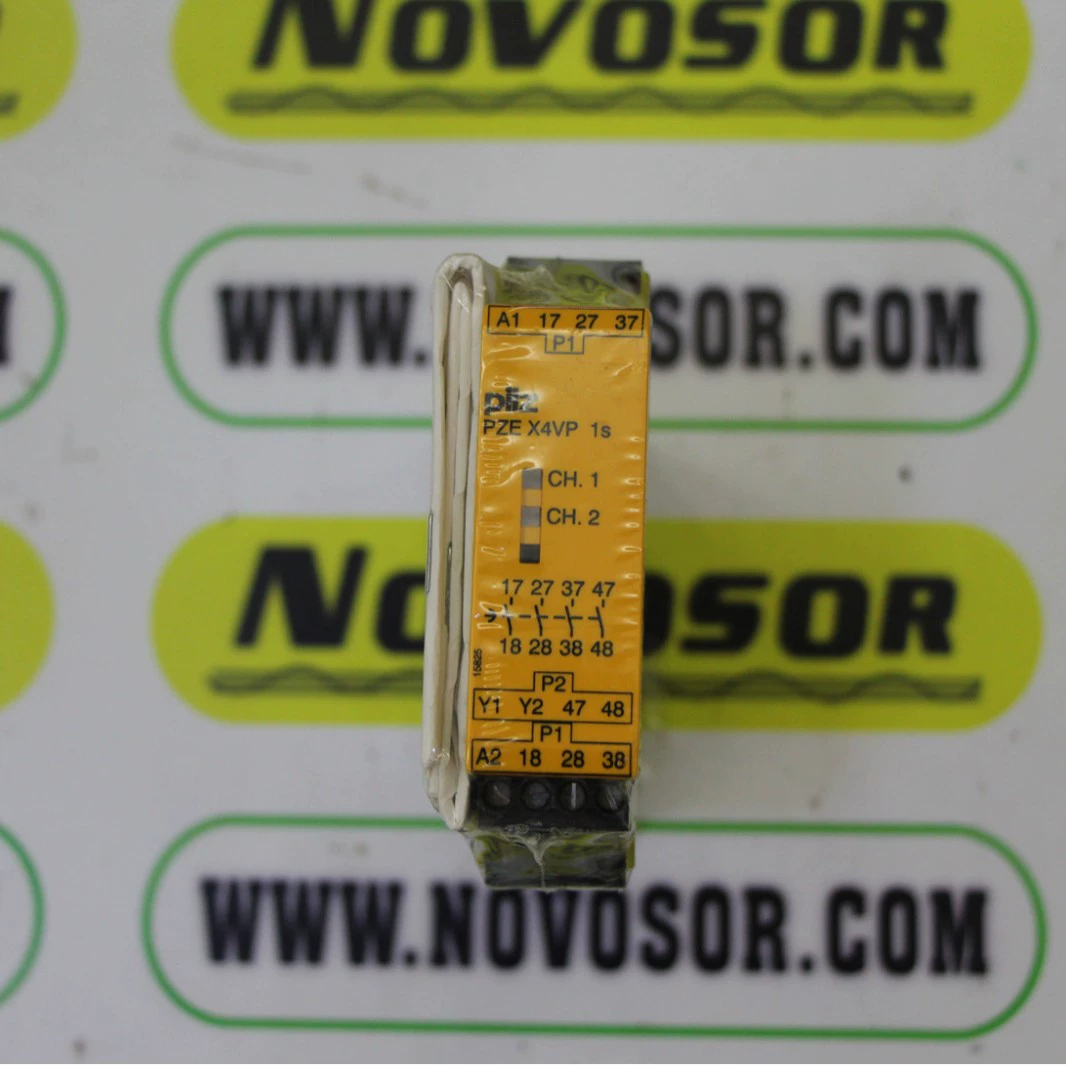 NOVOSOR
WWW.NOVOSOR.COM
A1 17 27 37
P1
pilz
PZE X4VP 1s
CH. 1
CH. 2
17 27 37 47
18 28 38 48
15825
P2
Y1 Y2 47 48
P1
A2 18 28 38
NOVOSOR
WWW.NOVOSOR.COM